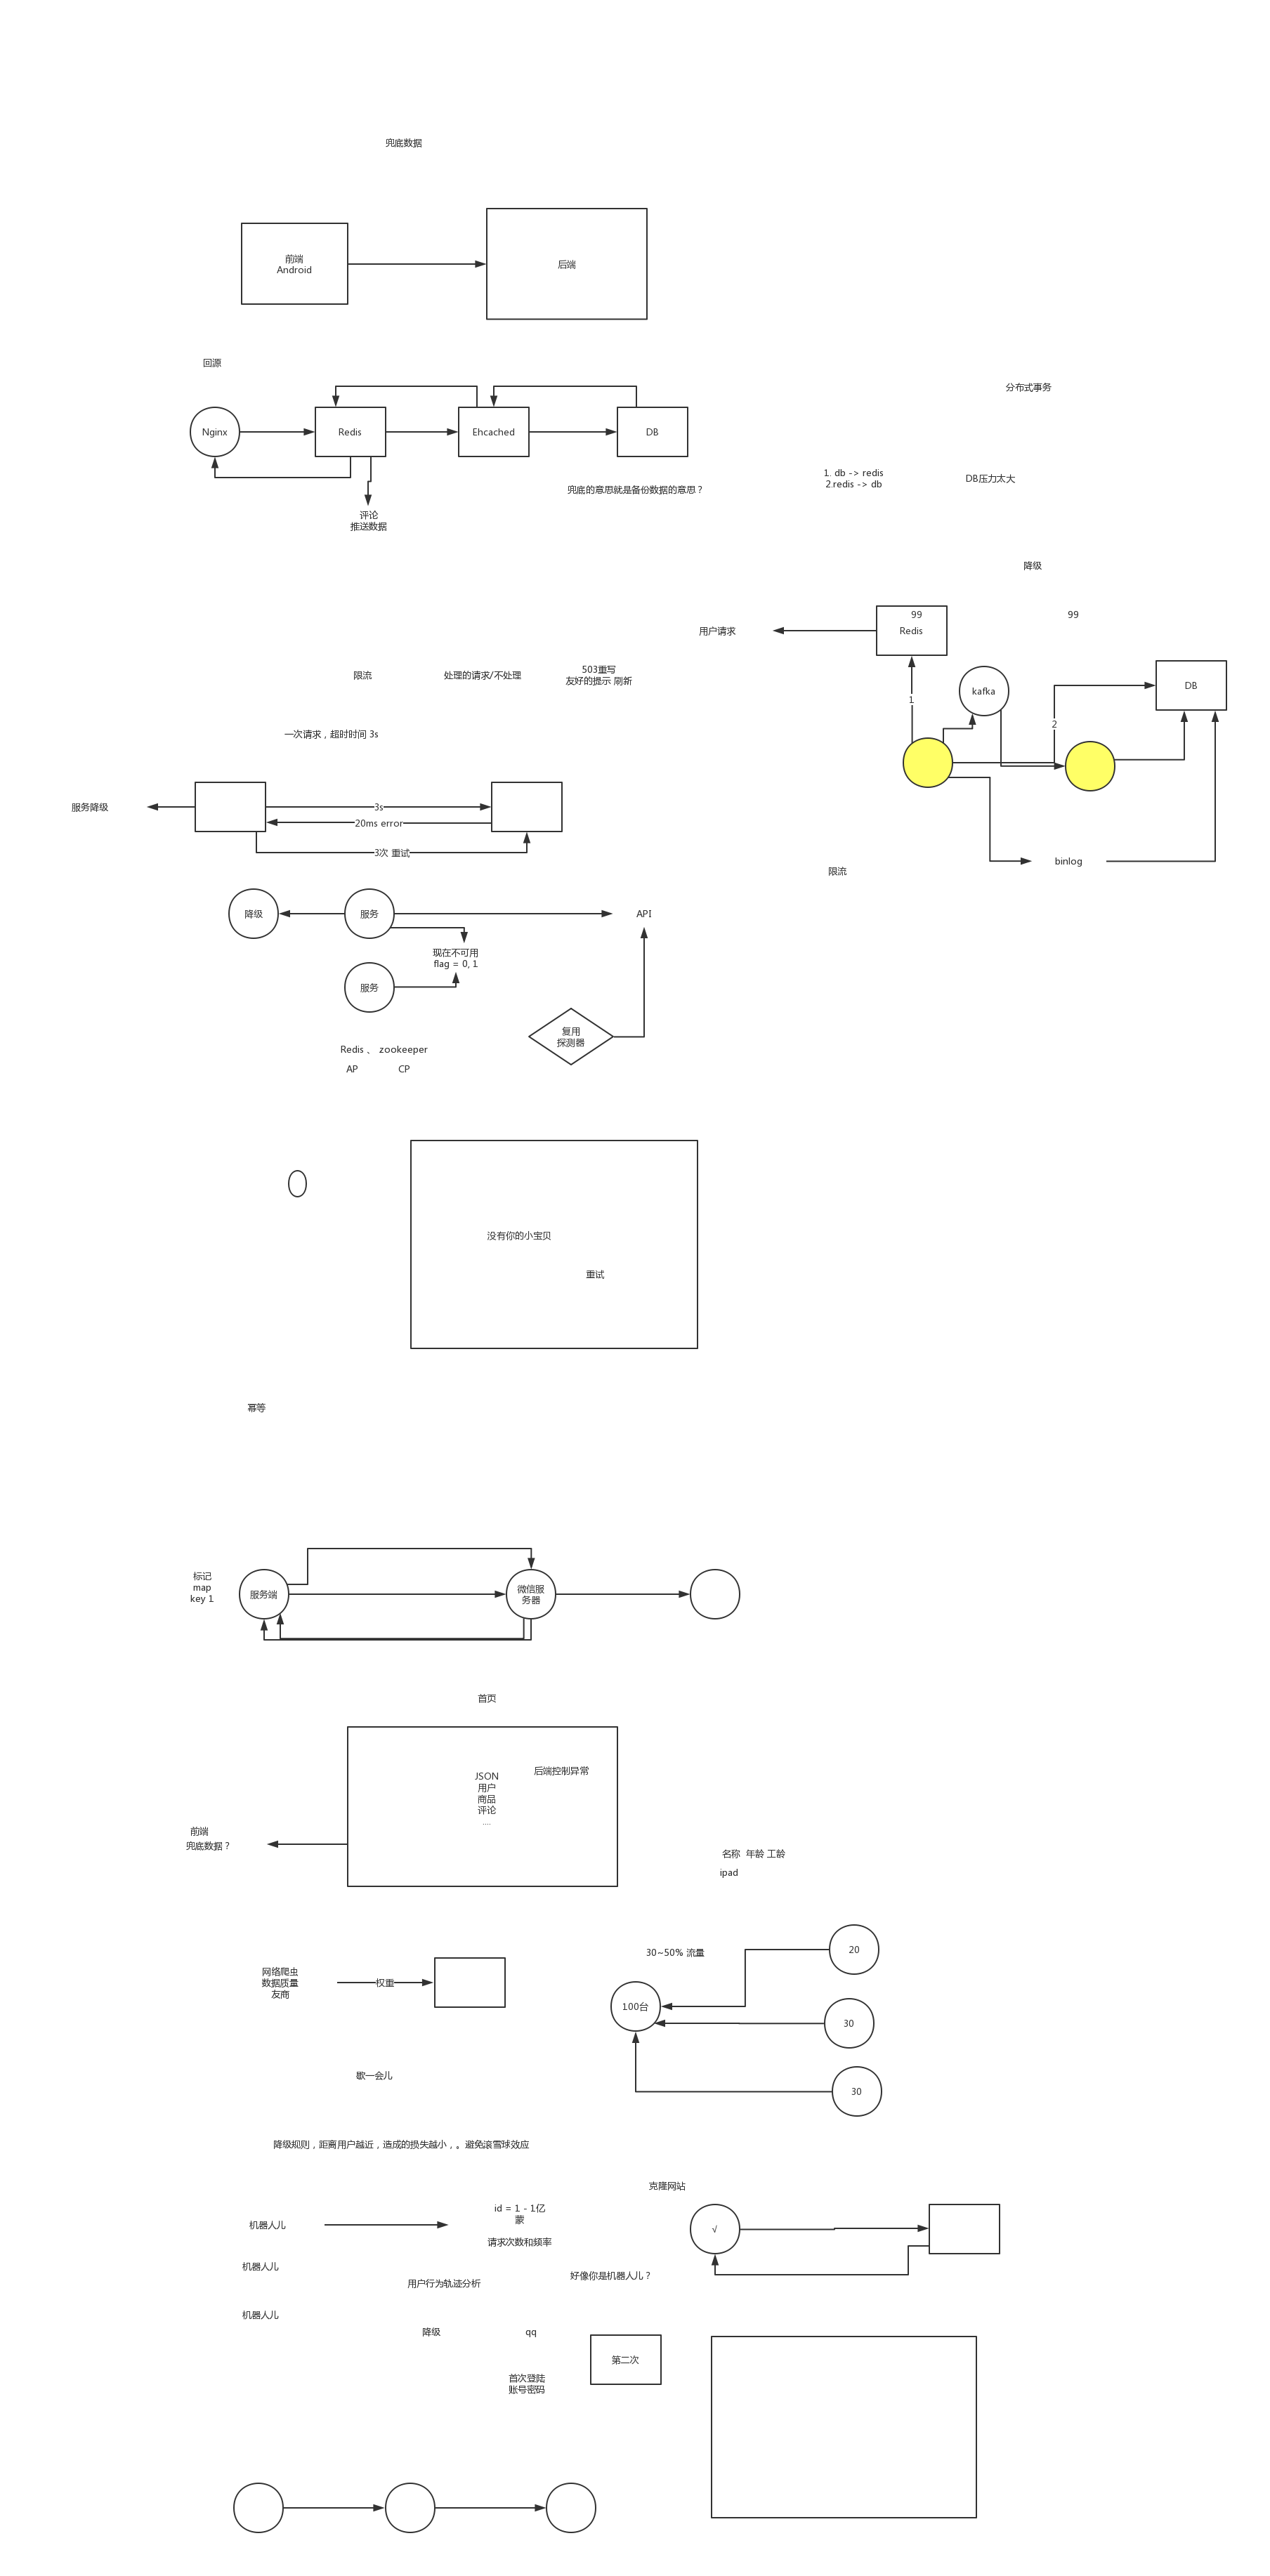 兜底数据
前端
Android
后端
回源
分布式事务
Nginx
Redis
Ehcached
DB
1. db -> redis
2.redis -> db
DB压力太大
兜底的意思就是备份数据的意思？
评论
推送数据
降级
99
Redis
99
用户请求
限流
处理的请求/不处理
503重写
友好的提示 刷新
kafka
DB
1
2
一次请求，超时时间 3s
服务降级
3s
20ms error
3次 重试
binlog
限流
降级
服务
API
现在不可用
flag = 0, 1
服务
复用
探测器
Redis 、 zookeeper
AP
CP
没有你的小宝贝
重试
幂等
标记
map
key 1
服务端
微信服
务器
首页
JSON
用户
商品
评论
....
后端控制异常
前端
兜底数据？
名称  年龄 工龄
ipad
30~50% 流量
20
网络爬虫
数据质量
友商
权重
100台
30
歇一会儿
30
降级规则，距离用户越近，造成的损失越小，。避免滚雪球效应
克隆网站
id = 1 - 1亿
蒙
机器人儿
请求次数和频率
√
机器人儿
用户行为轨迹分析
好像你是机器人儿？
机器人儿
降级
qq
第二次
首次登陆
账号密码